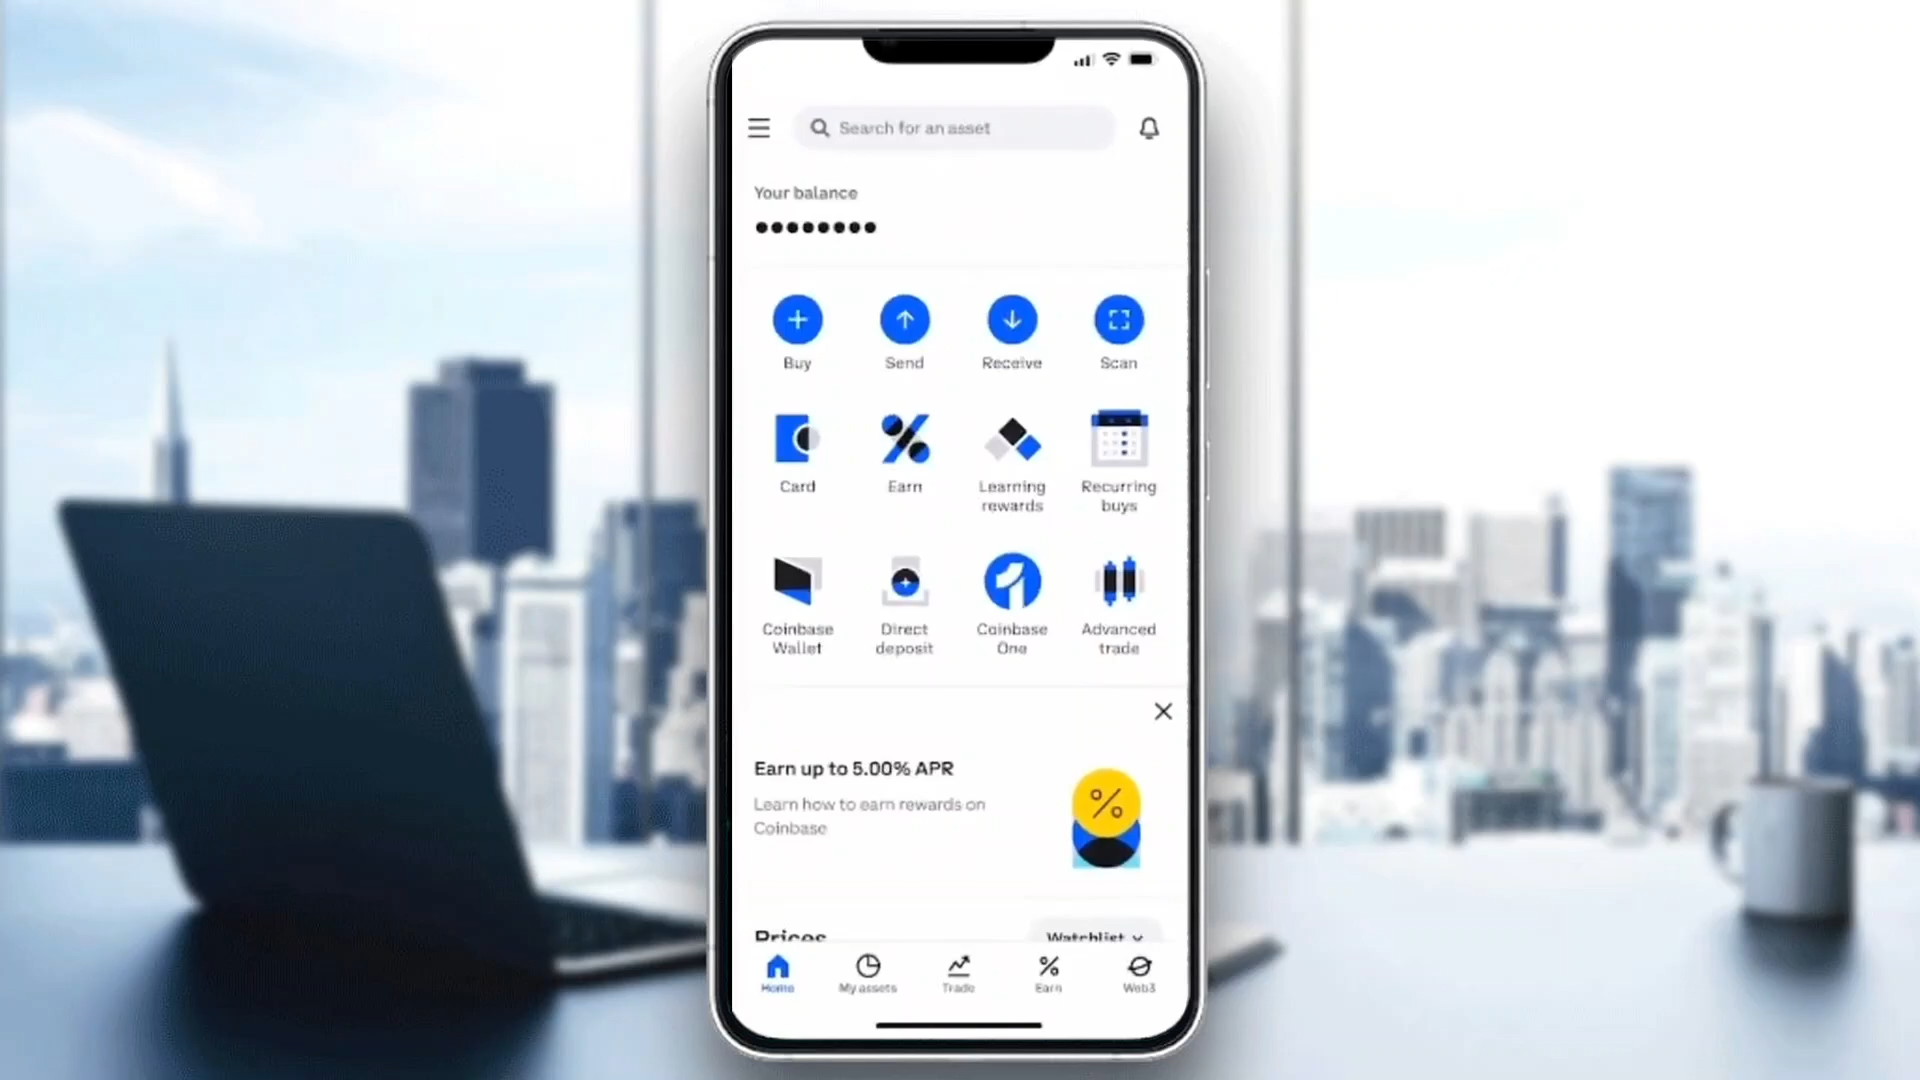 Search for an asset
Your balance
Buy Send Receive Scan
Card Earn Learning rewards Recurring buys
Coinbase Wallet Direct deposit Coinbase One Advanced trade
Earn up to 5.00% APR
Learn how to earn rewards on
Coinbase
Prices Watchlist
Home My assets Trade Earn Web3